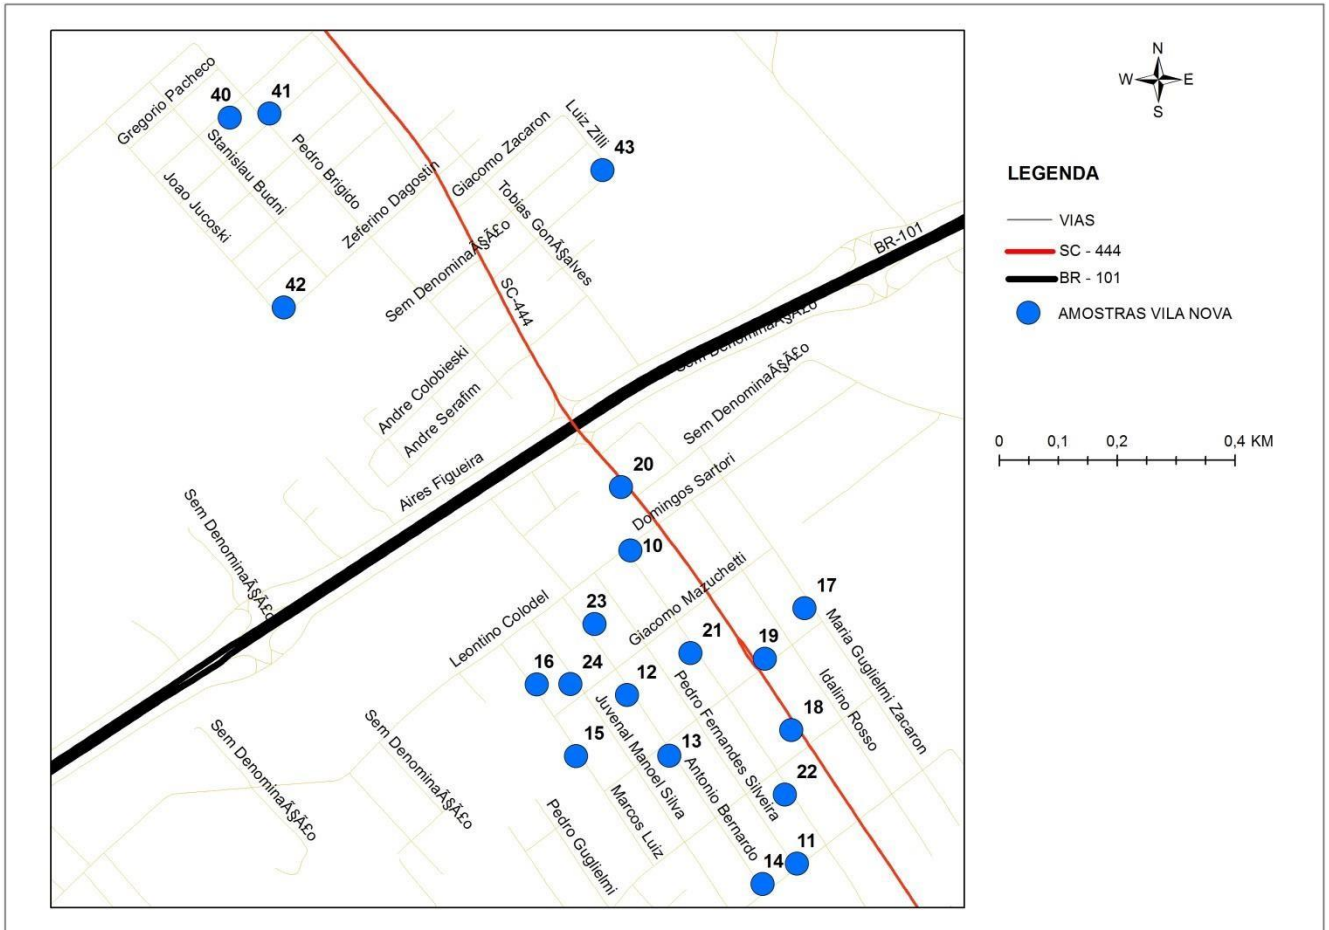 Gregorio Pacheco
40
41
Stanislau Budni
Pedro Brigido
Joao Jucoski
42
Zeferino Dagostin
Giacomo Zacaron
Luiz Zilli
43
Tobias GonÃ§alves
Sem DenominaÃ§Ã£o
SC-444
BR-101
Sem DenominaÃ§Ã£o
Sem DenominaÃ§Ã£o
Andre Colobieski
Andre Serafim
Aires Figueira
Sem DenominaÃ§Ã£o
20
Domingos Sartori
10
Leontino Colodel
23
Giacomo Mazuchetti
21
17
19
Maria Guglielmi Zacaron
Idalino Rosso
16
24
12
Pedro Fernandes Silveira
18
15
Juvenal Manoel Silva
13
Antonio Bernardo
22
Marcos Luiz
Pedro Guglielmi
11
14
Sem DenominaÃ§Ã£o
Sem DenominaÃ§Ã£o
N
W E
S
LEGENDA
VIAS
SC - 444
BR - 101
AMOSTRAS VILA NOVA
0 0,1 0,2 0,4 KM